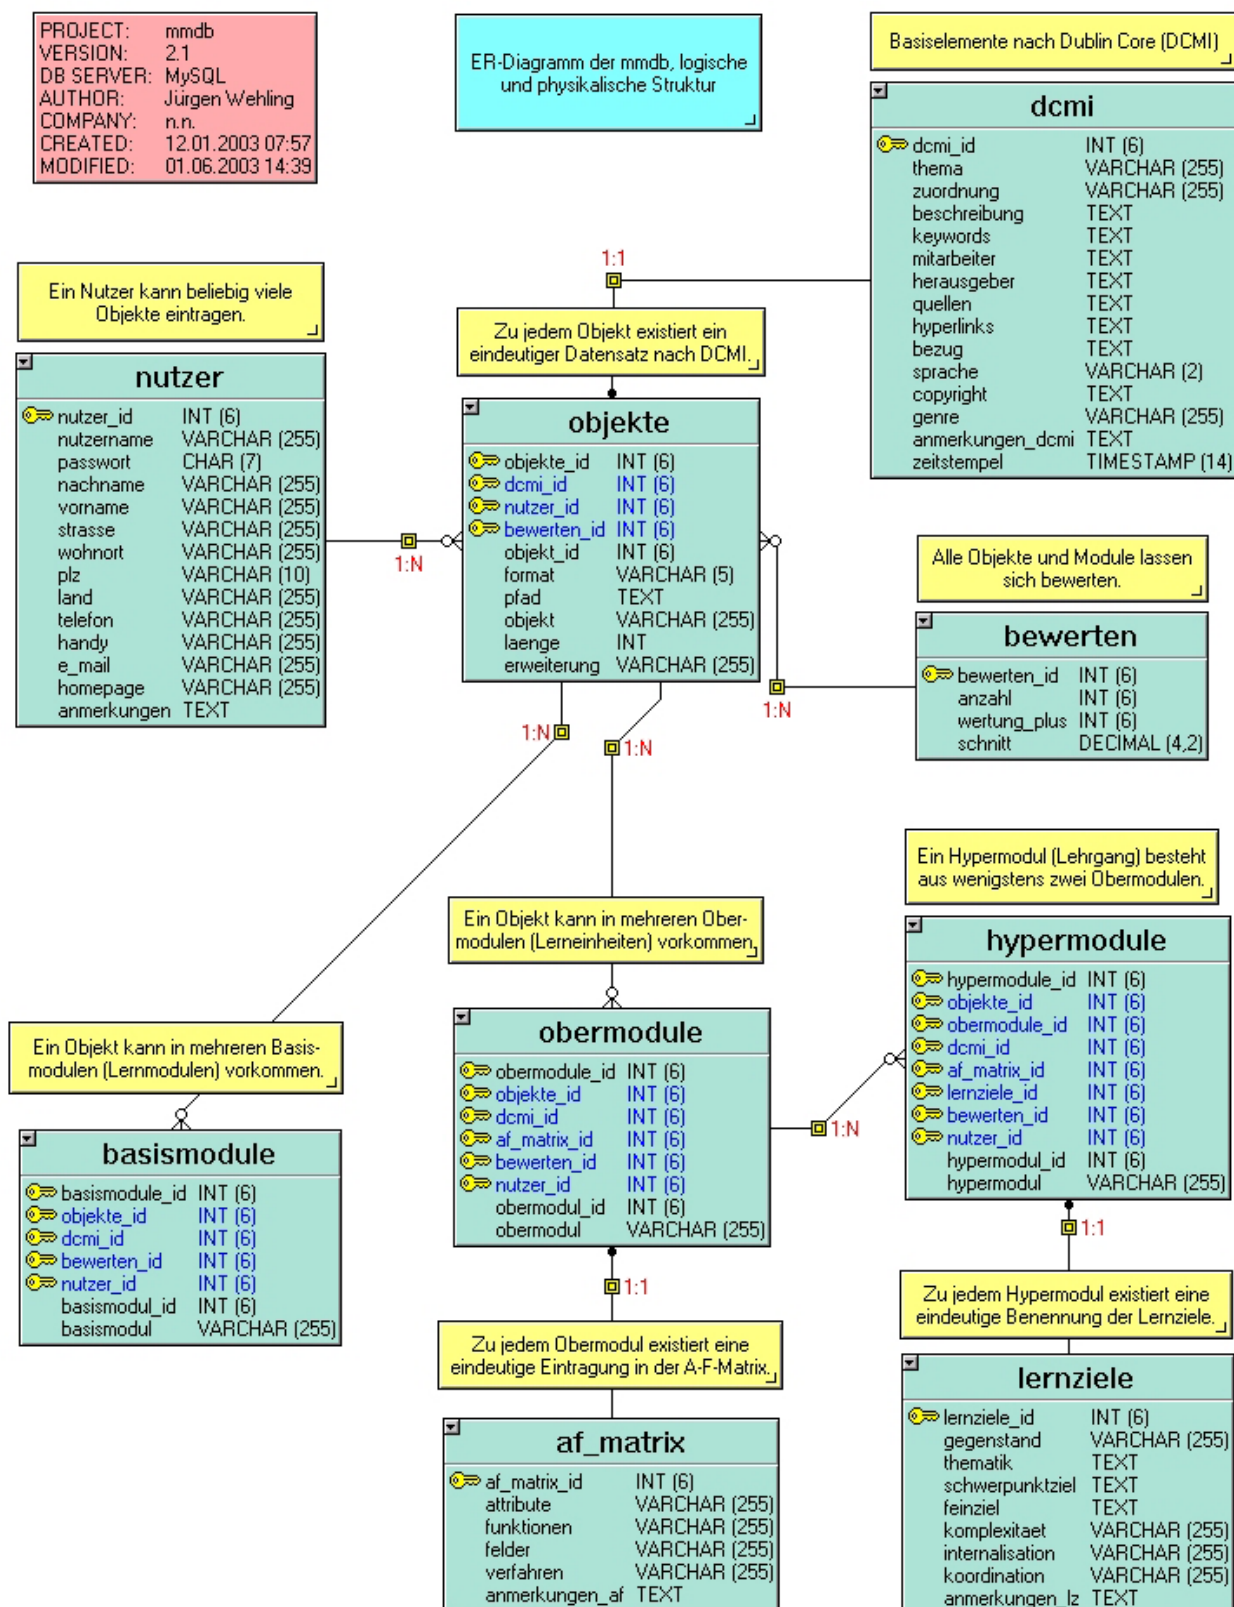 PROJECT: mmdb
VERSION: 2.1
DB SERVER: MySQL
AUTHOR: Jürgen Wehling
COMPANY: n.n.
CREATED: 12.01.2003 07:57
MODIFIED: 01.06.2003 14:39
ER-Diagramm der mmdb, logische
und physikalische Struktur
Basiselemente nach Dublin Core (DCMI)
dcmi
dcmi_id INT (6)
thema VARCHAR (255)
zuordnung VARCHAR (255)
beschreibung TEXT
keywords TEXT
mitarbeiter TEXT
herausgeber TEXT
quellen TEXT
hyperlinks TEXT
bezug TEXT
sprache VARCHAR (2)
copyright TEXT
genre VARCHAR (255)
anmerkungen_dcmi TEXT
zeitstempel TIMESTAMP (14)
1:1
Zu jedem Objekt existiert ein
eindeutiger Datensatz nach DCMI.
Ein Nutzer kann beliebig viele
Objekte eintragen.
nutzer
nutzer_id INT (6)
nutzername VARCHAR (255)
passwort CHAR (7)
nachname VARCHAR (255)
vorname VARCHAR (255)
strasse VARCHAR (255)
wohnort VARCHAR (255)
plz VARCHAR (10)
land VARCHAR (255)
telefon VARCHAR (255)
handy VARCHAR (255)
e_mail VARCHAR (255)
homepage VARCHAR (255)
anmerkungen TEXT
1:N
objekte
objekte_id INT (6)
dcmi_id INT (6)
nutzer_id INT (6)
bewerten_id INT (6)
objekt_id INT (6)
format VARCHAR (5)
pfad TEXT
objekt VARCHAR (255)
laenge INT
erweiterung VARCHAR (255)
Alle Objekte und Module lassen
sich bewerten.
bewerten
bewerten_id INT (6)
anzahl INT (6)
wertung_plus INT (6)
schnitt DECIMAL (4,2)
1:N
1:N
1:N
Ein Objekt kann in mehreren Ober-
modulen (Lerneinheiten) vorkommen.
Ein Hypermodul (Lehrgang) besteht
aus wenigstens zwei Obermodulen.
hypermodule
hypermodule_id INT (6)
objekte_id INT (6)
obermodule_id INT (6)
dcmi_id INT (6)
af_matrix_id INT (6)
lernziele_id INT (6)
bewerten_id INT (6)
nutzer_id INT (6)
hypermodul_id INT (6)
hypermodul VARCHAR (255)
Ein Objekt kann in mehreren Basis-
modulen (Lernmodulen) vorkommen.
basismodule
basismodule_id INT (6)
objekte_id INT (6)
dcmi_id INT (6)
bewerten_id INT (6)
nutzer_id INT (6)
basismodul_id INT (6)
basismodul VARCHAR (255)
obermodule
obermodule_id INT (6)
objekte_id INT (6)
dcmi_id INT (6)
af_matrix_id INT (6)
bewerten_id INT (6)
nutzer_id INT (6)
obermodul_id INT (6)
obermodul VARCHAR (255)
1:N
1:1
1:1
Zu jedem Obermodul existiert eine
eindeutige Eintragung in der A-F-Matrix.
Zu jedem Hypermodul existiert eine
eindeutige Benennung der Lernziele.
af_matrix
af_matrix_id INT (6)
attribute VARCHAR (255)
funktionen VARCHAR (255)
felder VARCHAR (255)
verfahren VARCHAR (255)
anmerkungen_af TEXT
lernziele
lernziele_id INT (6)
gegenstand VARCHAR (255)
thematik TEXT
schwerpunktziel TEXT
feinziel TEXT
komplexitaet VARCHAR (255)
internalisation VARCHAR (255)
koordination VARCHAR (255)
anmerkungen_lz TEXT